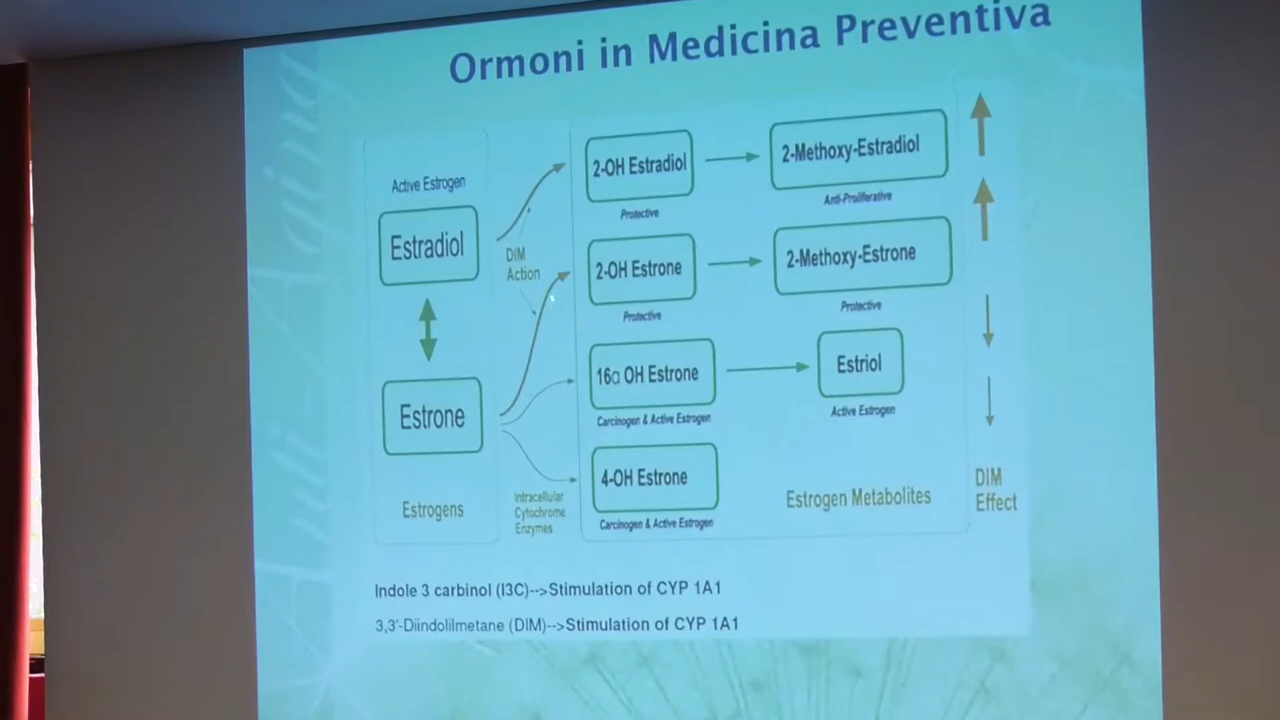 Ormoni in Medicina Preventiva
Active Estrogen
Estradiol
Estrone
Estrogens
DIM
Action
Intracellular
Cytochrome
Enzymes
2-OH Estradiol
Protective
2-OH Estrone
Protective
16α OH Estrone
Carcinogen & Active Estrogen
4-OH Estrone
Carcinogen & Active Estrogen
2-Methoxy-Estradiol
Anti-Proliferative
2-Methoxy-Estrone
Protective
Estriol
Active Estrogen
Estrogen Metabolites
DIM
Effect
Indole 3 carbinol (I3C)-->Stimulation of CYP 1A1
3,3'-Diindolilmetane (DIM)-->Stimulation of CYP 1A1